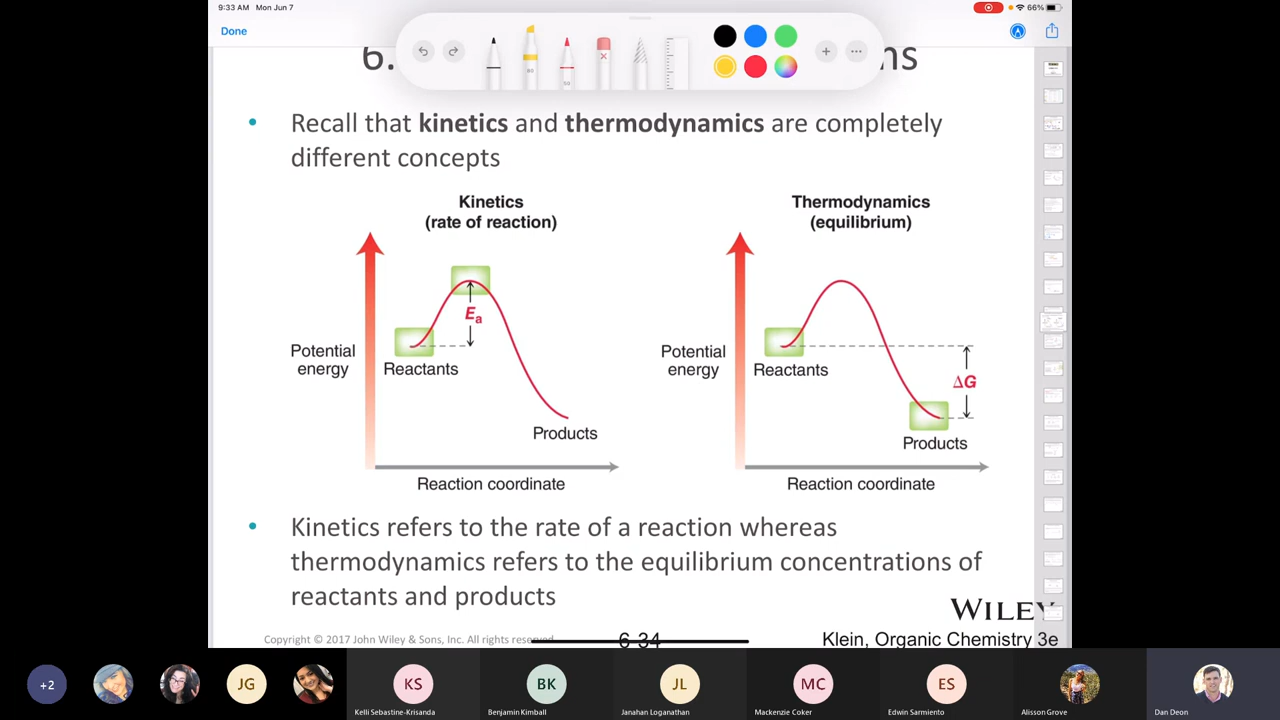 9:33 AM Mon Jun 7
66%
Done
6.
ns
Recall that kinetics and thermodynamics are completely
different concepts
Kinetics
(rate of reaction)
Ea
Potential
energy
Reactants
Products
Reaction coordinate
Thermodynamics
(equilibrium)
Potential
energy
Reactants
ΔG
Products
Reaction coordinate
Kinetics refers to the rate of a reaction whereas
thermodynamics refers to the equilibrium concentrations of
reactants and products
WILEY
Copyright © 2017 John Wiley & Sons, Inc. All rights reserved.
6-34
Klein, Organic Chemistry 3e
+2
JG
KS
Kelli Sebastine-Krisanda
BK
Benjamin Kimball
JL
Janahan Loganathan
MC
Mackenzie Coker
ES
Edwin Sarmiento
Alisson Grove
Dan Deon